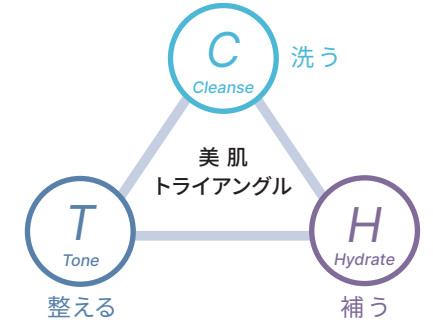 C
Cleanse
洗う
美肌
トライアングル
T
Tone
整える
H
Hydrate
補う